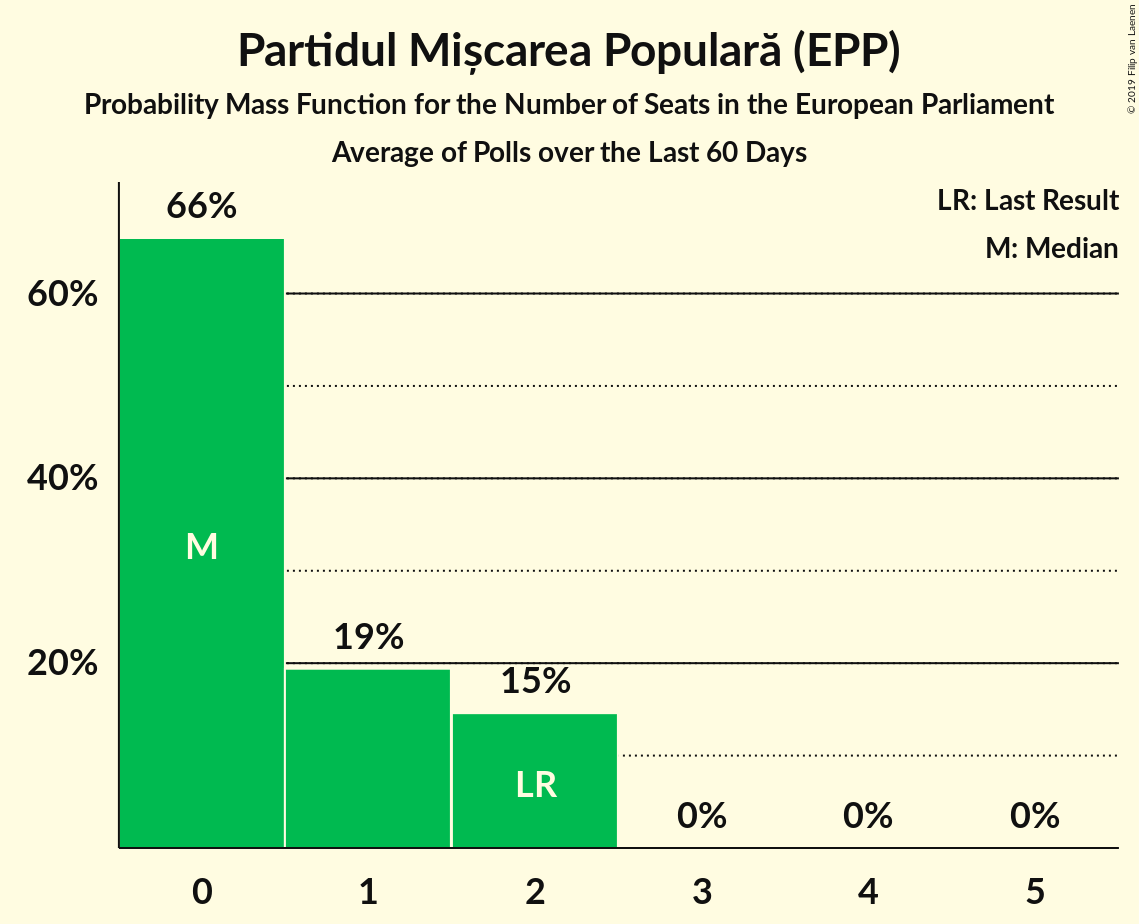 Partidul Mișcarea Populară (EPP)
Probability Mass Function for the Number of Seats in the European Parliament
Average of Polls over the Last 60 Days
© 2019 Filip van Laenen
LR: Last Result
M: Median
66%
60%
40%
M
19%
20%
15%
LR
0% 0% 0%
0 1 2 3 4 5